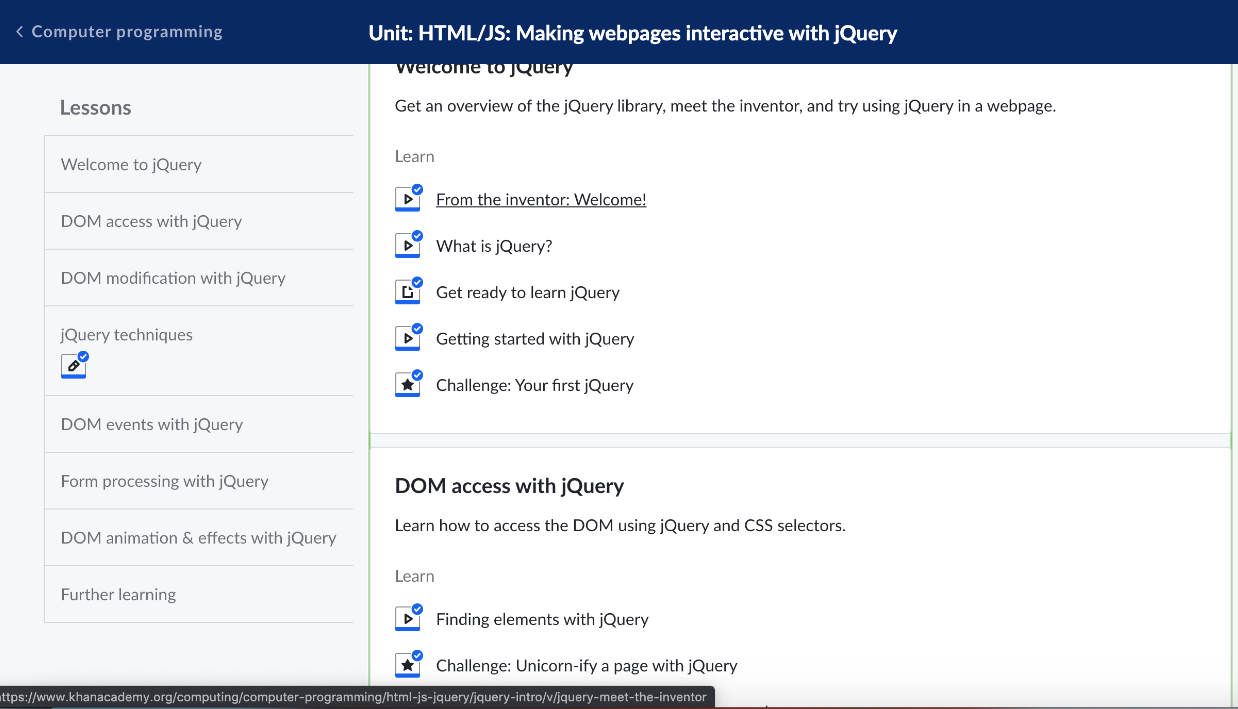 Computer programming
Unit: HTML/JS: Making webpages interactive with jQuery
Lessons
Welcome to jQuery
DOM access with jQuery
DOM modification with jQuery
jQuery techniques
DOM events with jQuery
Form processing with jQuery
DOM animation & effects with jQuery
Further learning
Welcome to jQuery
Get an overview of the jQuery library, meet the inventor, and try using jQuery in a webpage.
Learn
From the inventor: Welcome!
What is jQuery?
Get ready to learn jQuery
Getting started with jQuery
Challenge: Your first jQuery
DOM access with jQuery
Learn how to access the DOM using jQuery and CSS selectors.
Learn
Finding elements with jQuery
Challenge: Unicorn-ify a page with jQuery
ttps://www.khanacademy.org/computing/computer-programming/html-js-jquery/jquery-intro/v/jquery-meet-the-inventor